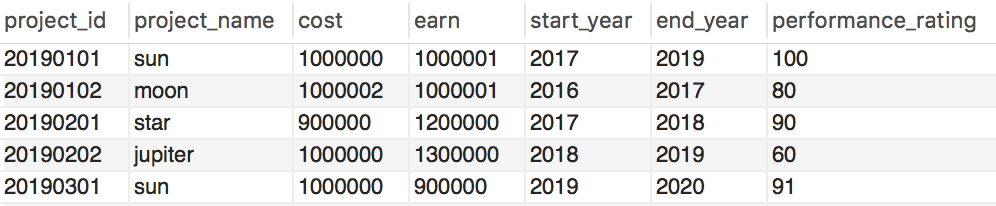 project_id project_name cost earn start_year end_year performance_rating
20190101 sun 1000000 1000001 2017 2019 100
20190102 moon 1000002 1000001 2016 2017 80
20190201 star 900000 1200000 2017 2018 90
20190202 jupiter 1000000 1300000 2018 2019 60
20190301 sun 1000000 900000 2019 2020 91